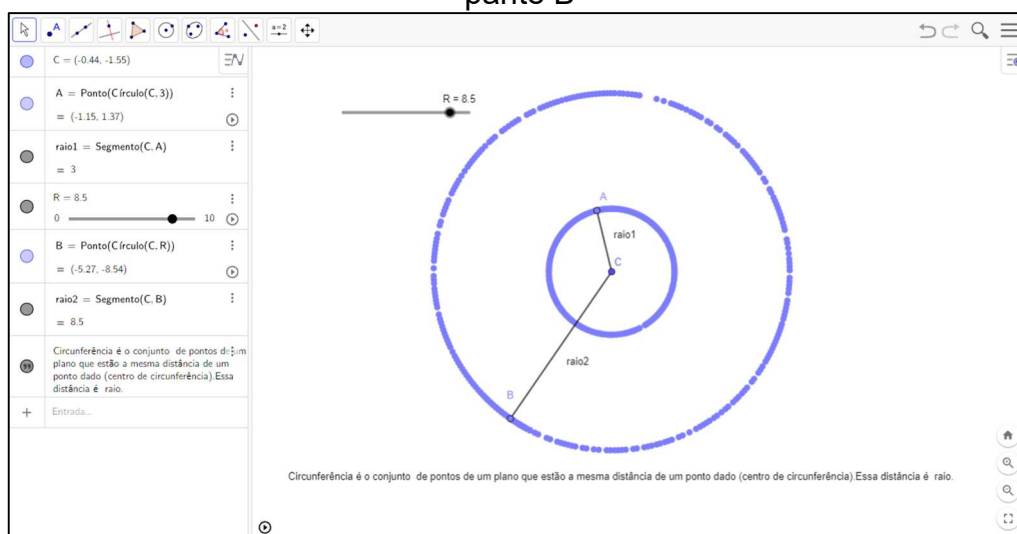 ponto B
A
a=2
C = (-0.44, -1.55)
A = Ponto(Círculo(C, 3))
= (-1.15, 1.37)
raio1 = Segmento(C, A)
= 3
R = 8.5
0 10
B = Ponto(Círculo(C, R))
= (-5.27, -8.54)
raio2 = Segmento(C, B)
= 8.5
Circunferência é o conjunto de pontos de um
plano que estão a mesma distância de um
ponto dado (centro de circunferência).Essa
distância é raio.
Entrada...
R = 8.5
A
raio1
C
raio2
B
Circunferência é o conjunto de pontos de um plano que estão a mesma distância de um ponto dado (centro de circunferência).Essa distância é raio.